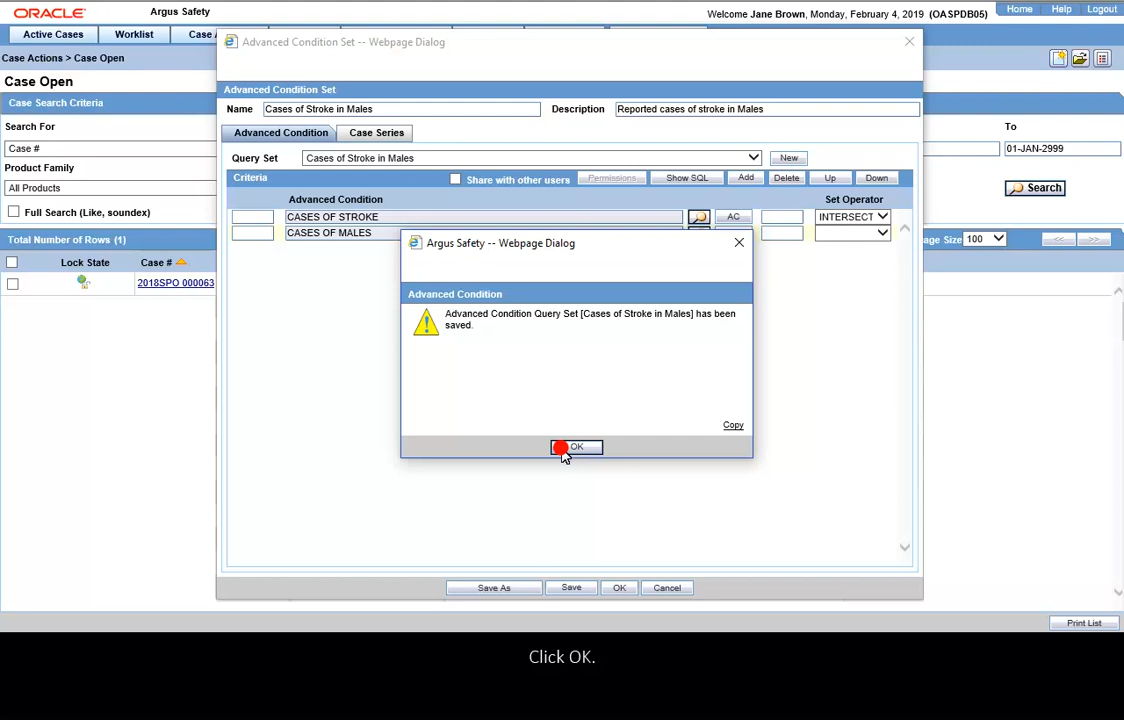 ORACLE
Argus Safety
Welcome Jane Brown, Monday, February 4, 2019 (OASPDB05)
Home Help Logout
Active Cases Worklist Case A
Case Actions > Case Open
Case Open
Case Search Criteria
Search For
Case #
Product Family
All Products
Full Search (Like, soundex)
To
01-JAN-2999
Search
Total Number of Rows (1)
age Size 100 << >>
Lock State Case #
2018SPO 000063
Print List
Advanced Condition Set -- Webpage Dialog
Advanced Condition Set
Name Cases of Stroke in Males Description Reported cases of stroke in Males
Advanced Condition Case Series
Query Set Cases of Stroke in Males New
Criteria Share with other users Permissions Show SQL Add Delete Up Down
Advanced Condition Set Operator
CASES OF STROKE AC INTERSECT
CASES OF MALES
Argus Safety -- Webpage Dialog
Advanced Condition
Advanced Condition Query Set [Cases of Stroke in Males] has been
saved.
Copy
OK
Save As Save OK Cancel
Click OK.